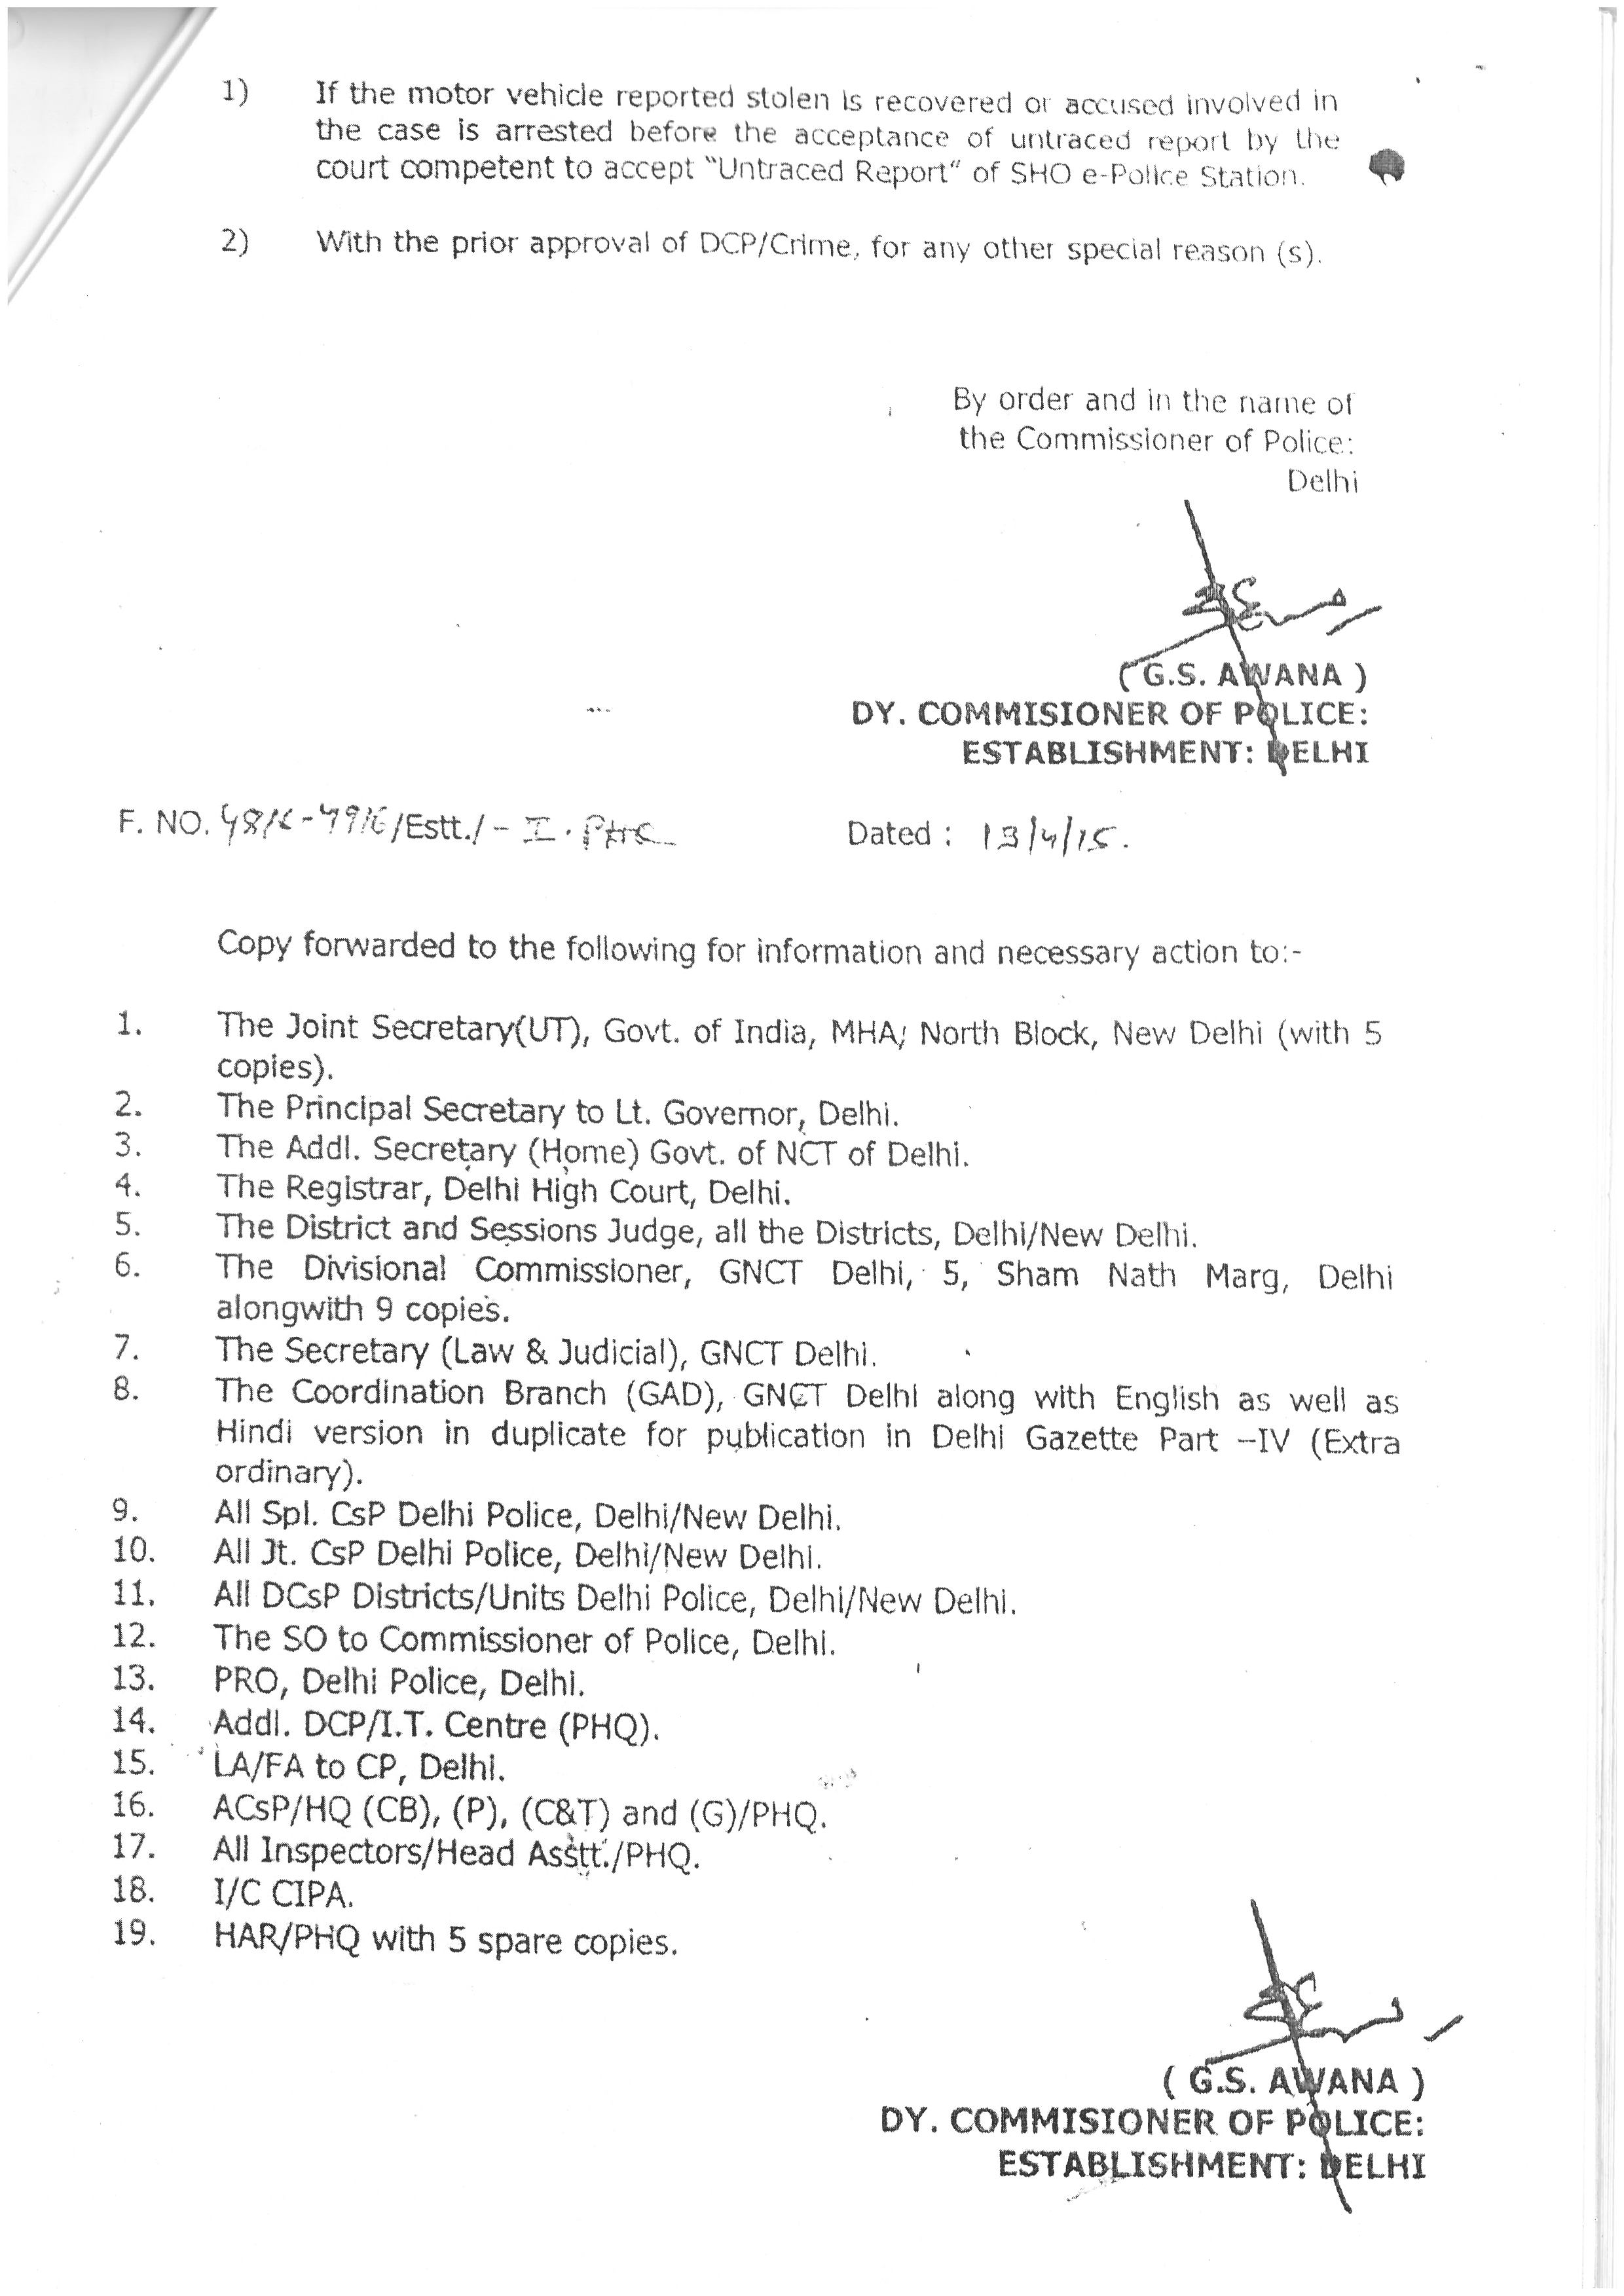 1) If the motor vehicle reported stolen is recovered or accused involved in
the case is arrested before the acceptance of untraced report by the
court competent to accept "Untraced Report" of SHO e-Police Station.
2) With the prior approval of DCP/Crime, for any other special reason (s).
By order and in the name of
the Commissioner of Police:
Delhi
( G.S. AWANA )
DY. COMMISIONER OF POLICE:
ESTABLISHMENT: DELHI
F. NO. /Estt./- I. PHQ
Dated : 13/4/15.
Copy forwarded to the following for information and necessary action to:-
1. The Joint Secretary(UT), Govt. of India, MHA, North Block, New Delhi (with 5
copies).
2. The Principal Secretary to Lt. Governor, Delhi.
3. The Addl. Secretary (Home) Govt. of NCT of Delhi.
4. The Registrar, Delhi High Court, Delhi.
5. The District and Sessions Judge, all the Districts, Delhi/New Delhi.
6. The Divisional Commissioner, GNCT Delhi, 5, Sham Nath Marg, Delhi
alongwith 9 copies.
7. The Secretary (Law & Judicial), GNCT Delhi.
8. The Coordination Branch (GAD), GNCT Delhi along with English as well as
Hindi version in duplicate for publication in Delhi Gazette Part –IV (Extra
ordinary).
9. All Spl. CsP Delhi Police, Delhi/New Delhi.
10. All Jt. CsP Delhi Police, Delhi/New Delhi.
11. All DCsP Districts/Units Delhi Police, Delhi/New Delhi.
12. The SO to Commissioner of Police, Delhi.
13. PRO, Delhi Police, Delhi.
14. Addl. DCP/I.T. Centre (PHQ).
15. LA/FA to CP, Delhi.
16. ACsP/HQ (CB), (P), (C&T) and (G)/PHQ.
17. All Inspectors/Head Asstt./PHQ.
18. I/C CIPA.
19. HAR/PHQ with 5 spare copies.
( G.S. AWANA )
DY. COMMISIONER OF POLICE:
ESTABLISHMENT: DELHI